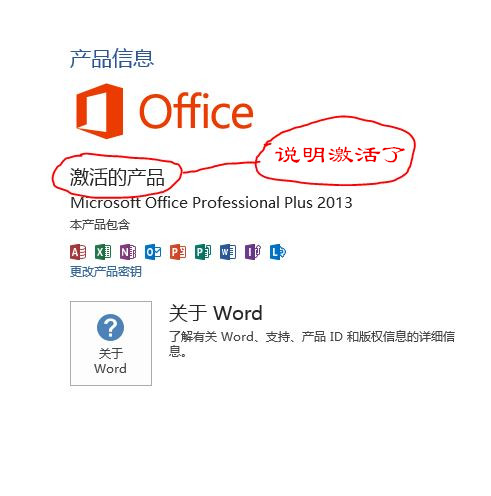 产品信息
Office
说明激活了
激活的产品
Microsoft Office Professional Plus 2013
本产品包含
更改产品密钥
关于 Word
了解有关 Word、支持、产品 ID 和版权信息的详细信
息。
?
关于
Word